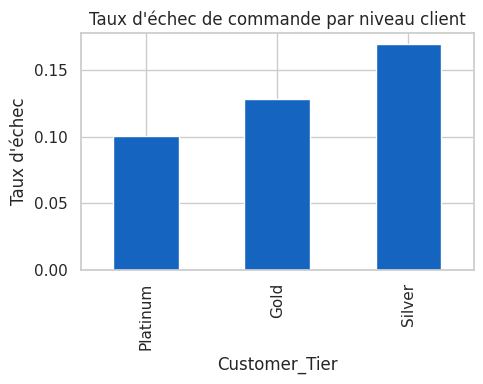 Taux d'échec de commande par niveau client
Taux d'échec
0.15
0.10
0.05
0.00
Platinum
Gold
Silver
Customer_Tier